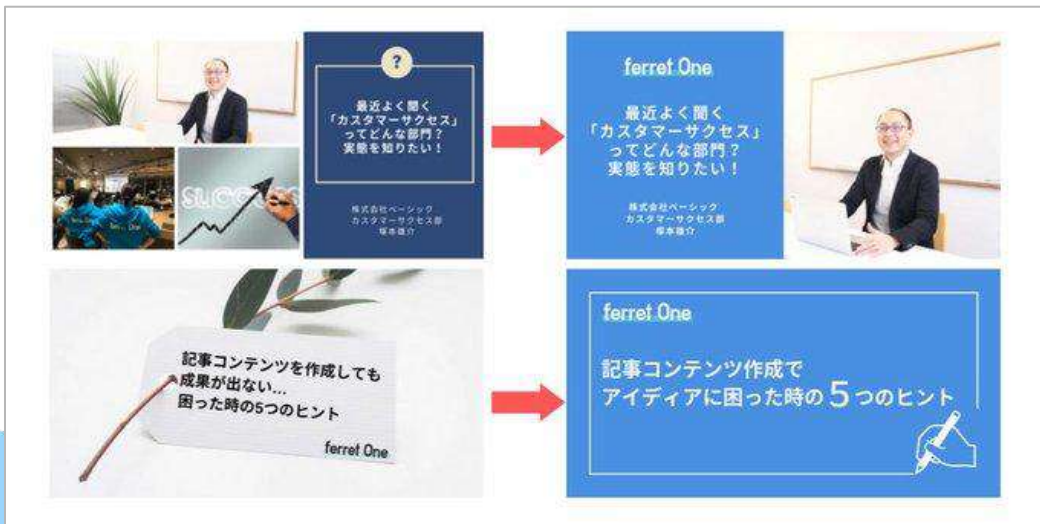 ?
最近よく聞く
「カスタマーサクセス」
ってどんな部門？
実態を知りたい！
株式会社ベーシック
カスタマーサクセス部
塚本雄介
SUCCESS
ferret One
最近よく聞く
「カスタマーサクセス」
ってどんな部門？
実態を知りたい！
株式会社ベーシック
カスタマーサクセス部
塚本雄介
記事コンテンツを作成しても
成果が出ない...
困った時の5つのヒント
ferret One
ferret One
記事コンテンツ作成で
アイディアに困った時の5つのヒント